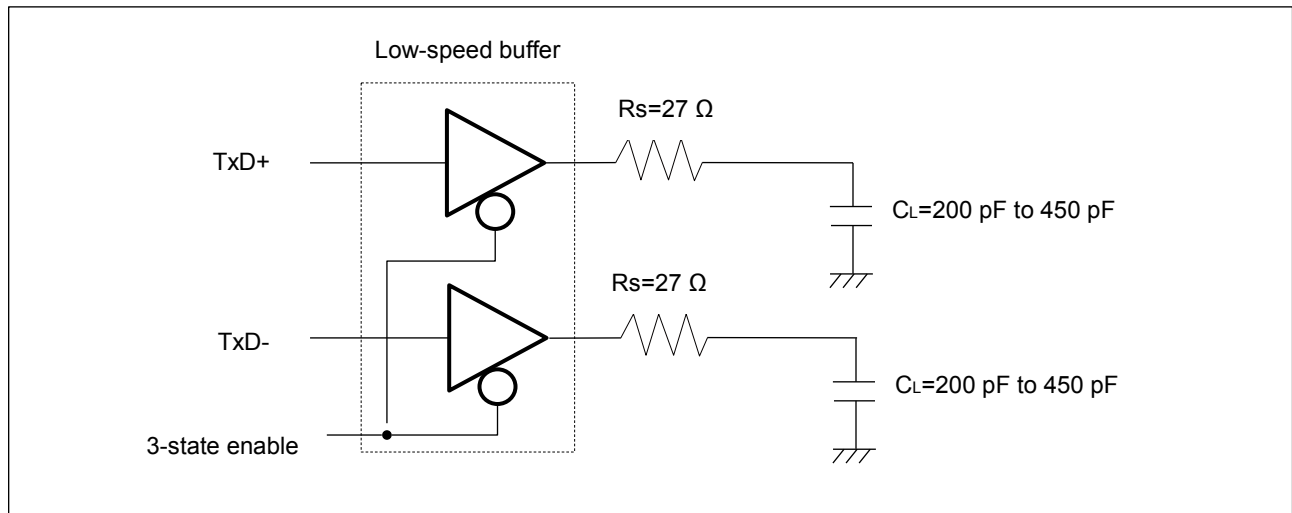 Low-speed buffer
Rs=27 Ω
TxD+
CL=200 pF to 450 pF
Rs=27 Ω
TxD-
CL=200 pF to 450 pF
3-state enable